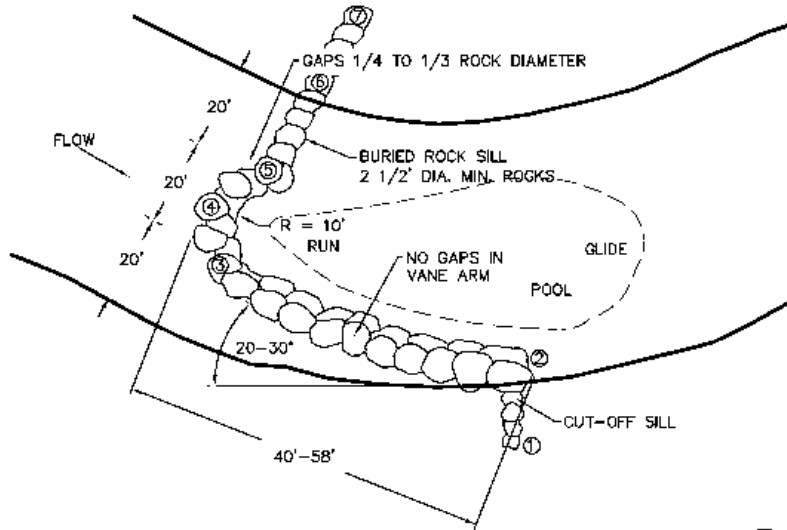 ⑦
GAPS 1/4 TO 1/3 ROCK DIAMETER
⑥
20'
FLOW
BURIED ROCK SILL
2 1/2' DIA. MIN. ROCKS
⑤
20'
④
R = 10'
RUN
GLIDE
20'
NO GAPS IN
VANE ARM
③
POOL
20-30°
②
CUT-OFF SILL
①
40'-58'